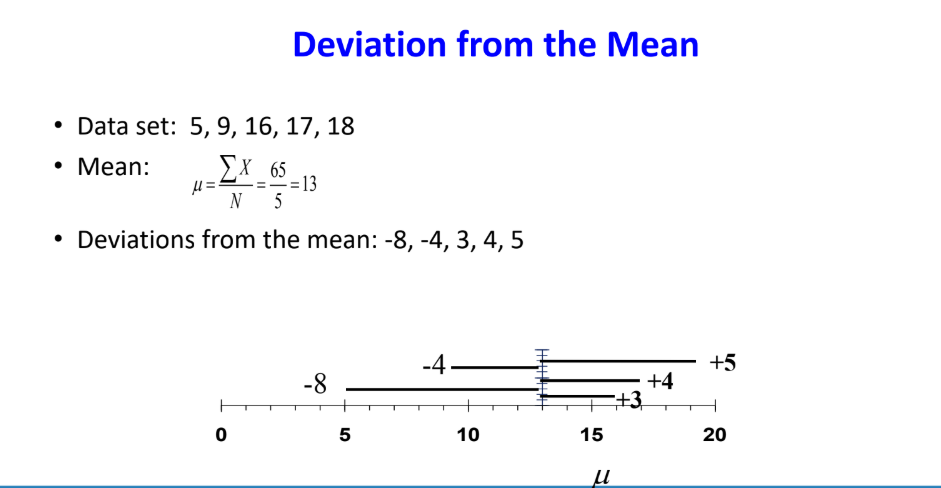 Deviation from the Mean
• Data set: 5, 9, 16, 17, 18
• Mean: μ = ∑X / N = 65 / 5 = 13
• Deviations from the mean: -8, -4, 3, 4, 5
-4 +5
-8 +4
+3
0 5 10 15 20
μ